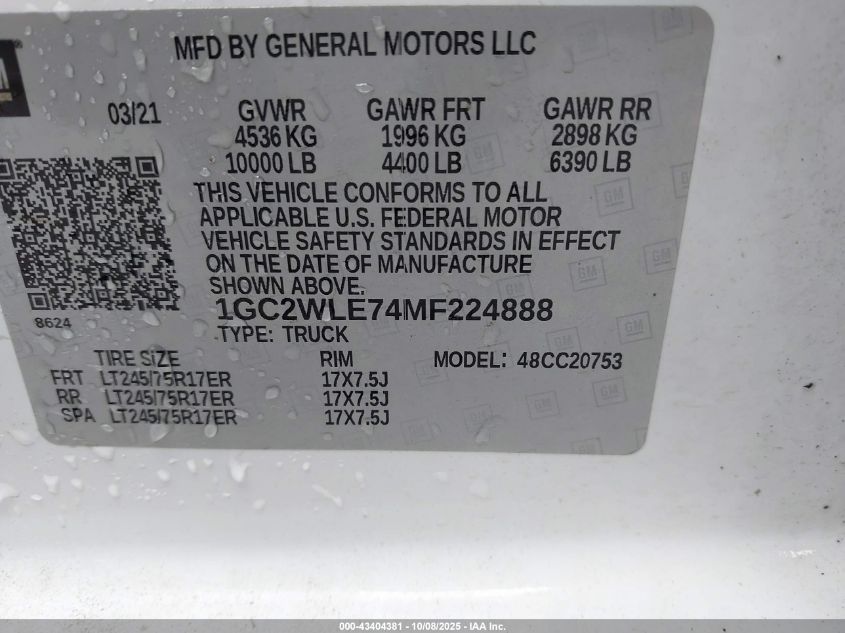 MFD BY GENERAL MOTORS LLC
GM
03/21 GVWR GAWR FRT GAWR RR
4536 KG 1996 KG 2898 KG
10000 LB 4400 LB 6390 LB
THIS VEHICLE CONFORMS TO ALL
APPLICABLE U.S. FEDERAL MOTOR
VEHICLE SAFETY STANDARDS IN EFFECT
ON THE DATE OF MANUFACTURE
SHOWN ABOVE.
1GC2WLE74MF224888
8624
TYPE: TRUCK
TIRE SIZE RIM MODEL: 48CC20753
FRT LT245/75R17ER 17X7.5J
RR LT245/75R17ER 17X7.5J
SPA LT245/75R17ER 17X7.5J
000-43404381 - 10/08/2025 - IAA Inc.